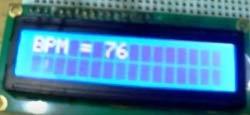 BPM = 76